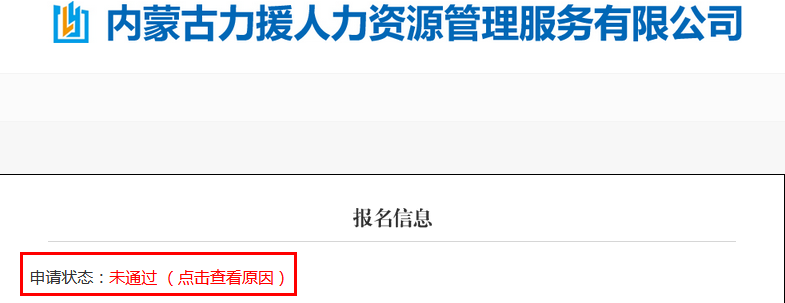 内蒙古力援人力资源管理服务有限公司
报名信息
申请状态：未通过（点击查看原因）